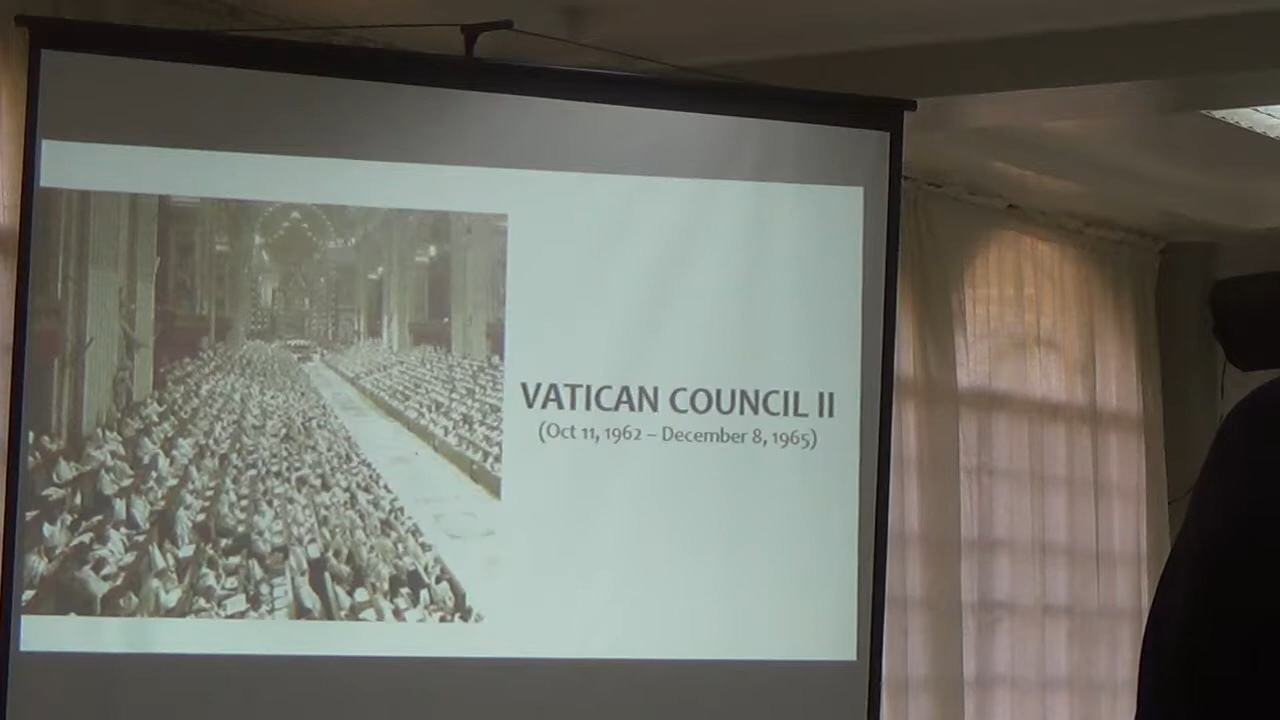 VATICAN COUNCIL II
(Oct 11, 1962 – December 8, 1965)